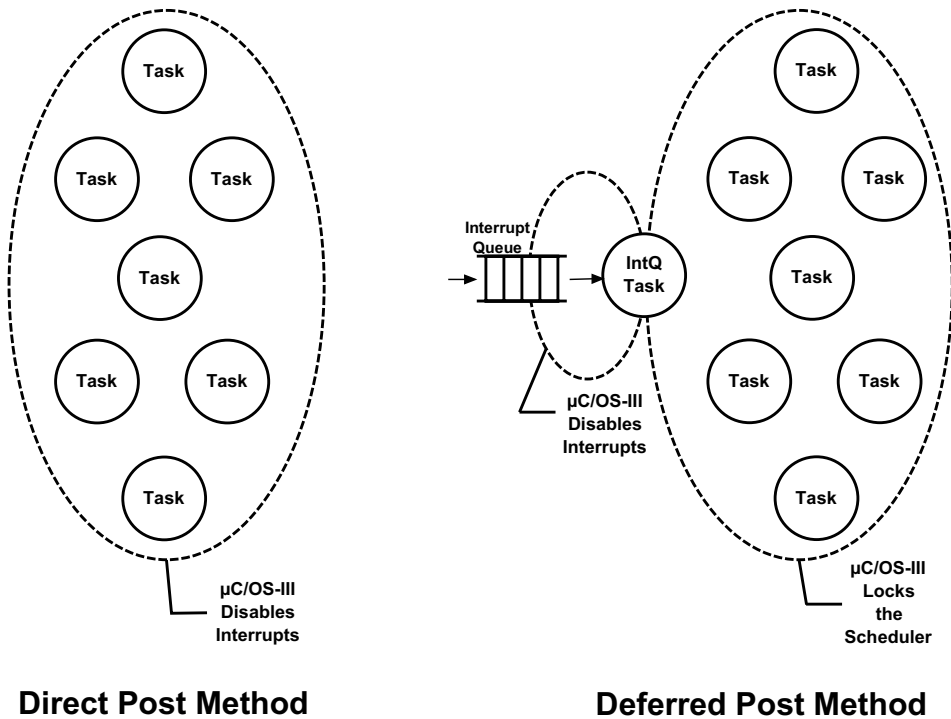 Task
Task
Task
Task
Task
Task
Task
µC/OS-III
Disables
Interrupts
Direct Post Method
Interrupt
Queue
IntQ
Task
µC/OS-III
Disables
Interrupts
Task
Task
Task
Task
Task
Task
Task
µC/OS-III
Locks
the
Scheduler
Deferred Post Method